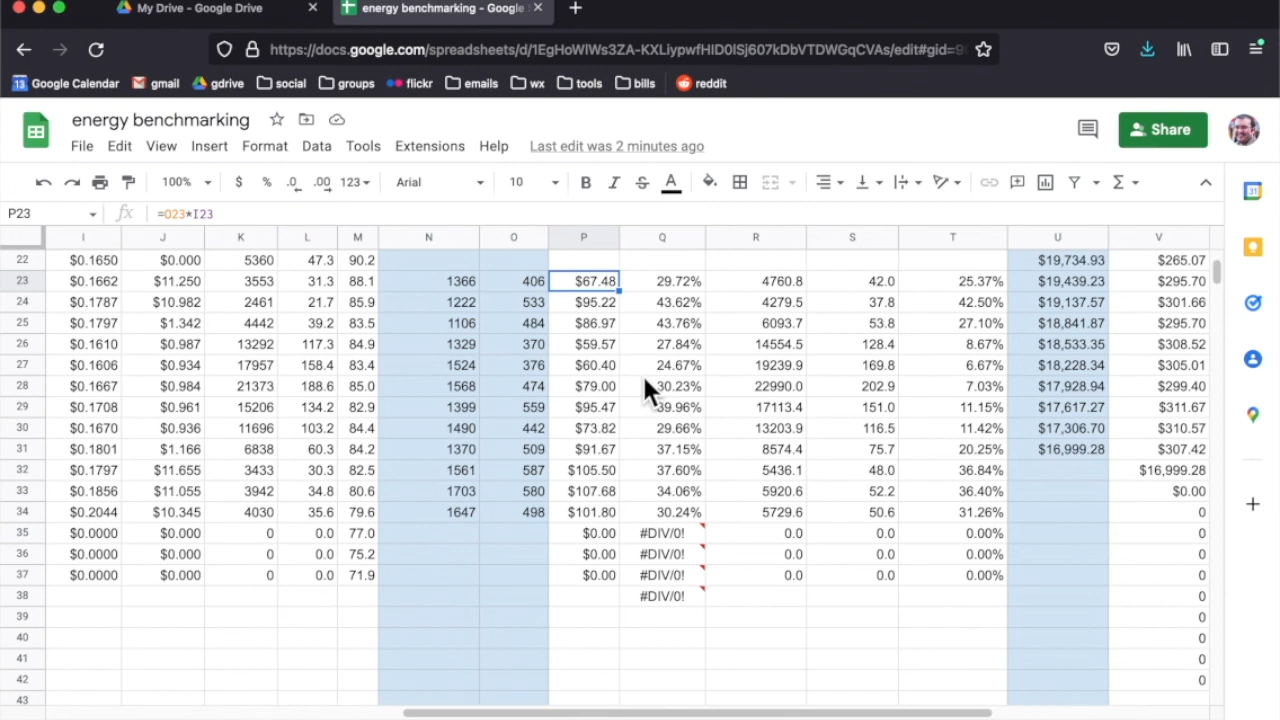 My Drive - Google Drive
energy benchmarking - Google
https://docs.google.com/spreadsheets/d/1EgHoWlWs3ZA-KXLiypwfHlD0lSj607kDbVTDWGqCVAs/edit#gid=9
Google Calendar gmail gdrive social groups flickr emails wx tools bills reddit
energy benchmarking
Share
File Edit View Insert Format Data Tools Extensions Help Last edit was 2 minutes ago
100% $ % .0 .00 123 Arial 10 B I S A
P23 fx =O23*I23
I J K L M N O P Q R S T U V
22 $0.1650 $0.000 5360 47.3 90.2 $19,734.93 $265.07
23 $0.1662 $11.250 3553 31.3 88.1 1366 406 $67.48 29.72% 4760.8 42.0 25.37% $19,439.23 $295.70
24 $0.1787 $10.982 2461 21.7 85.9 1222 533 $95.22 43.62% 4279.5 37.8 42.50% $19,137.57 $301.66
25 $0.1797 $1.342 4442 39.2 83.5 1106 484 $86.97 43.76% 6093.7 53.8 27.10% $18,841.87 $295.70
26 $0.1610 $0.987 13292 117.3 84.9 1329 370 $59.57 27.84% 14554.5 128.4 8.67% $18,533.35 $308.52
27 $0.1606 $0.934 17957 158.4 83.4 1524 376 $60.40 24.67% 19239.9 169.8 6.67% $18,228.34 $305.01
28 $0.1667 $0.984 21373 188.6 85.0 1568 474 $79.00 30.23% 22990.0 202.9 7.03% $17,928.94 $299.40
29 $0.1708 $0.961 15206 134.2 82.9 1399 559 $95.47 39.96% 17113.4 151.0 11.15% $17,617.27 $311.67
30 $0.1670 $0.936 11696 103.2 84.4 1490 442 $73.82 29.66% 13203.9 116.5 11.42% $17,306.70 $310.57
31 $0.1801 $1.166 6838 60.3 84.2 1370 509 $91.67 37.15% 8574.4 75.7 20.25% $16,999.28 $307.42
32 $0.1797 $11.655 3433 30.3 82.5 1561 587 $105.50 37.60% 5436.1 48.0 36.84% $16,999.28
33 $0.1856 $11.055 3942 34.8 80.6 1703 580 $107.68 34.06% 5920.6 52.2 36.40% $0.00
34 $0.2044 $10.345 4030 35.6 79.6 1647 498 $101.80 30.24% 5729.6 50.6 31.26% 0
35 $0.0000 $0.000 0 0.0 77.0 $0.00 #DIV/0! 0.0 0.0 0.00% 0
36 $0.0000 $0.000 0 0.0 75.2 $0.00 #DIV/0! 0.0 0.0 0.00% 0
37 $0.0000 $0.000 0 0.0 71.9 $0.00 #DIV/0! 0.0 0.0 0.00% 0
38 #DIV/0! 0
39 0
40 0
41 0
42 0
43